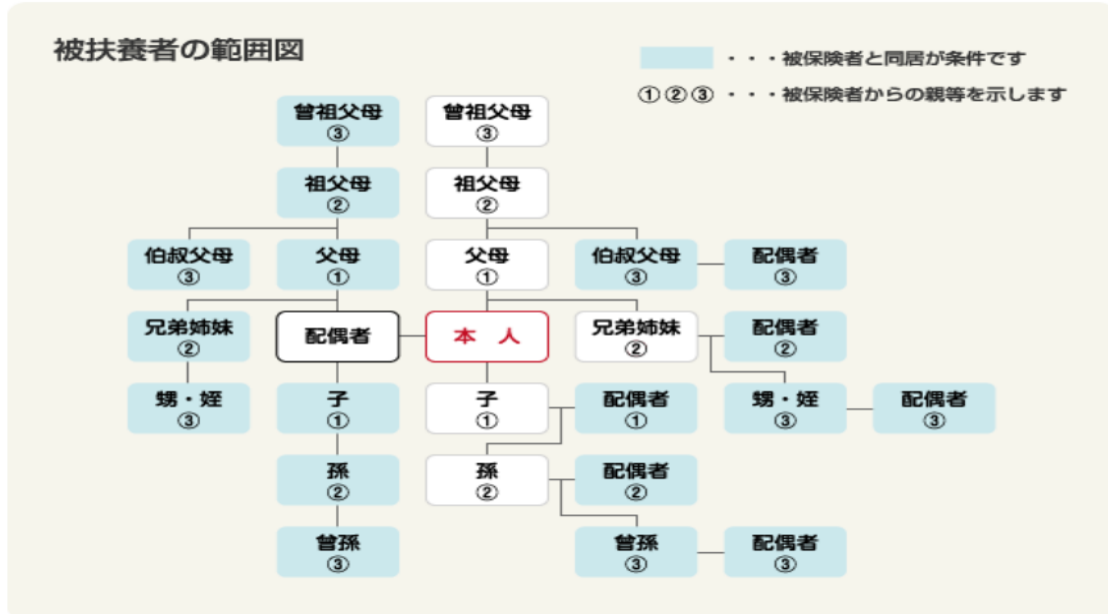 被扶養者の範囲図
・・・被保険者と同居が条件です
①②③・・・被保険者からの親等を示します
曾祖父母
③
曾祖父母
③
祖父母
②
祖父母
②
伯叔父母
③
父母
①
父母
①
伯叔父母
③
配偶者
③
兄弟姉妹
②
配偶者
本 人
兄弟姉妹
②
配偶者
②
甥・姪
③
子
①
子
①
配偶者
①
甥・姪
③
配偶者
③
孫
②
孫
②
配偶者
②
曾孫
③
曾孫
③
配偶者
③